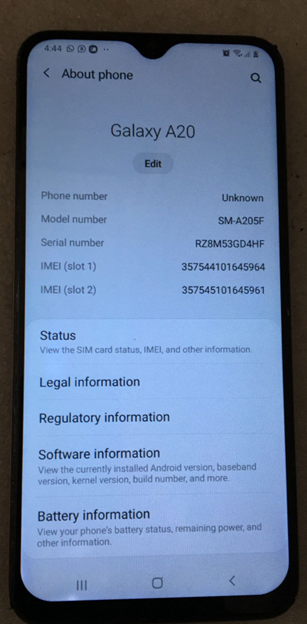 4:44
About phone
Galaxy A20
Edit
Phone number Unknown
Model number SM-A205F
Serial number RZ8M53GD4HF
IMEI (slot 1) 357544101645964
IMEI (slot 2) 357545101645961
Status
View the SIM card status, IMEI, and other information.
Legal information
Regulatory information
Software information
View the currently installed Android version, baseband
version, kernel version, build number, and more.
Battery information
View your phone's battery status, remaining power, and
other information.